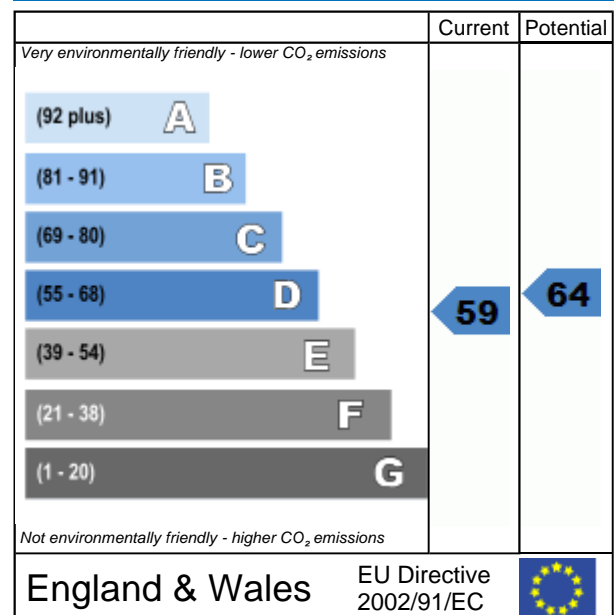 Current Potential
Very environmentally friendly - lower CO₂ emissions
(92 plus) A
(81 - 91) B
(69 - 80) C
(55 - 68) D
59
64
(39 - 54) E
(21 - 38) F
(1 - 20) G
Not environmentally friendly - higher CO₂ emissions
England & Wales
EU Directive
2002/91/EC